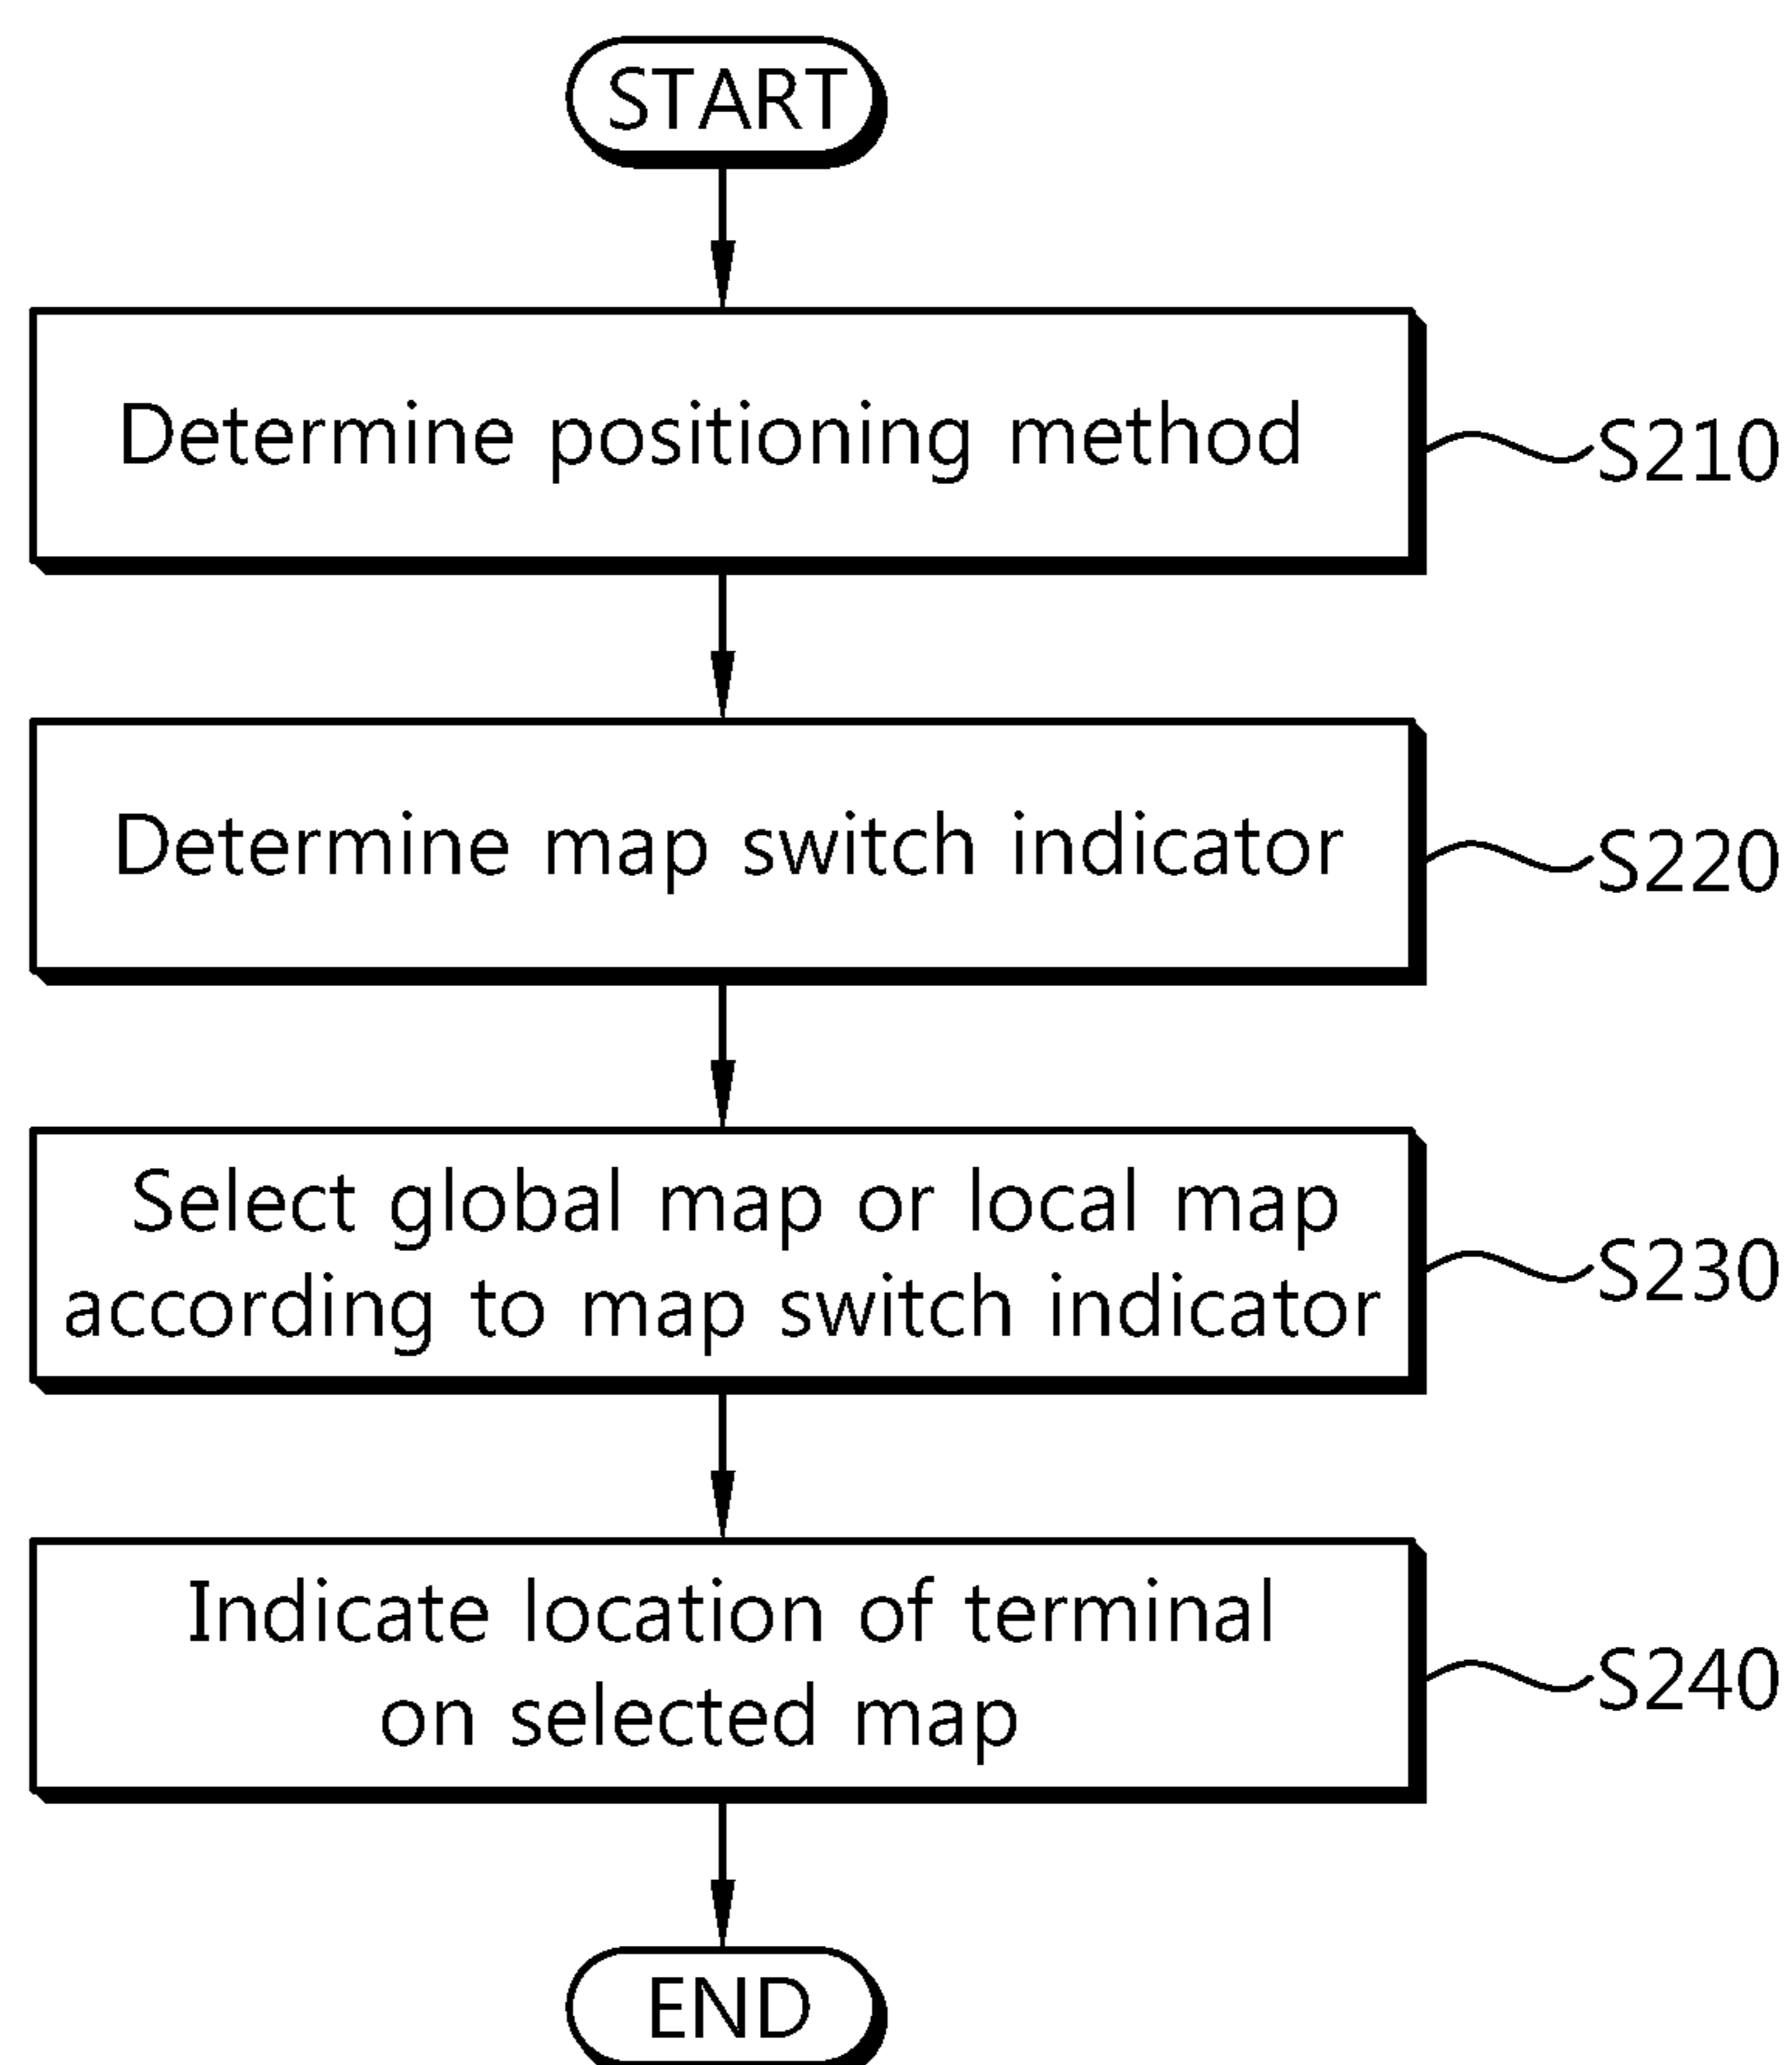 START
Determine positioning method
S210
Determine map switch indicator
S220
Select global map or local map
according to map switch indicator
S230
Indicate location of terminal
on selected map
S240
END